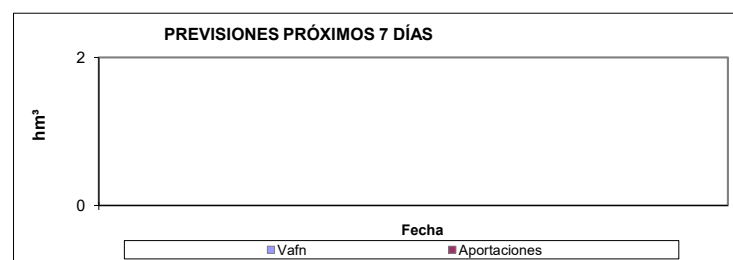 PREVISIONES PRÓXIMOS 7 DÍAS
2
hm³
0
Fecha
Vafn Aportaciones